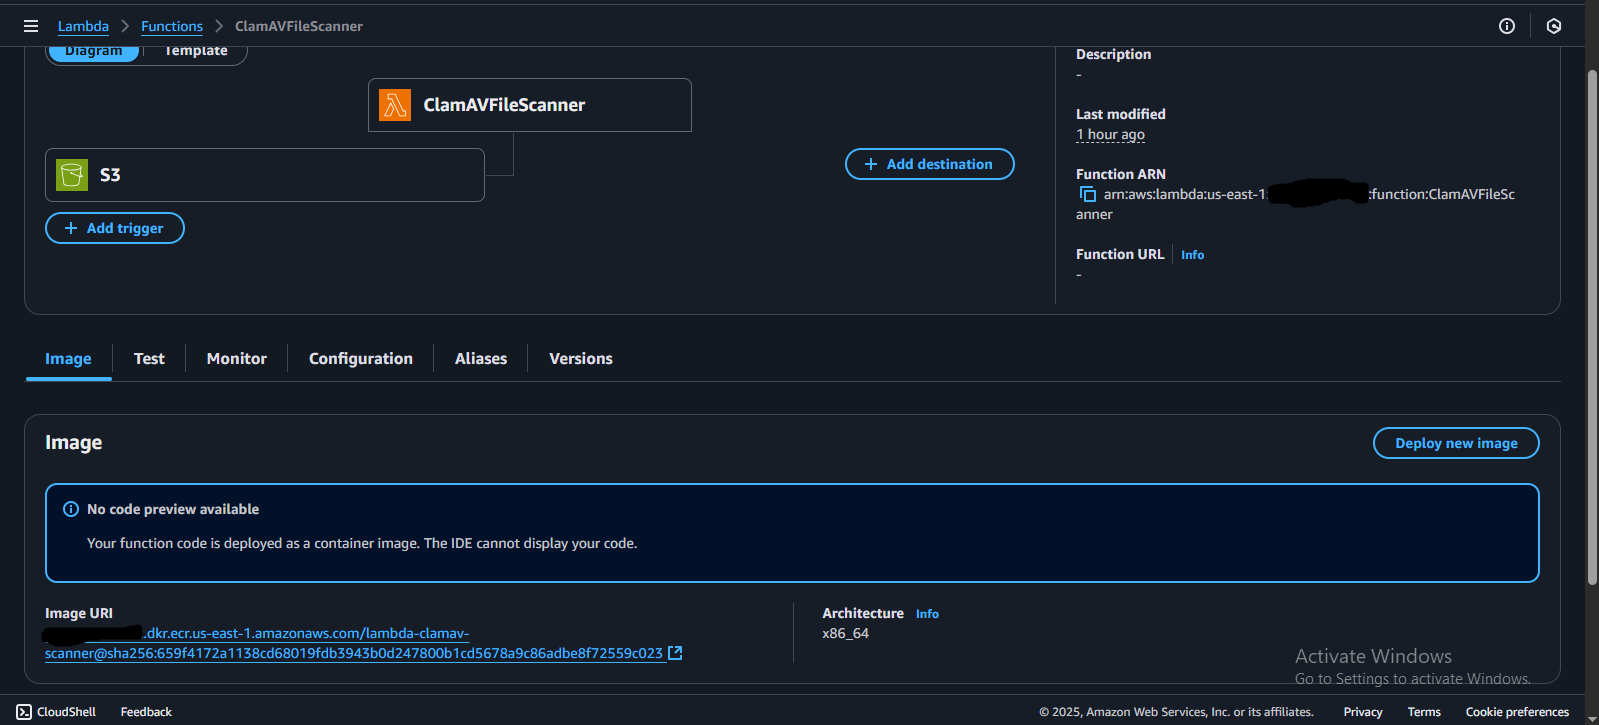 Lambda
Functions
ClamAVFileScanner
Diagram
Template
ClamAVFileScanner
S3
+ Add destination
+ Add trigger
Description
-
Last modified
1 hour ago
Function ARN
arn:aws:lambda:us-east-1: :function:ClamAVFileSc
anner
Function URL
Info
-
Image
Test
Monitor
Configuration
Aliases
Versions
Image
Deploy new image
No code preview available
Your function code is deployed as a container image. The IDE cannot display your code.
Image URI
.dkr.ecr.us-east-1.amazonaws.com/lambda-clamav-
scanner@sha256:659f4172a1138cd68019fdb3943b0d247800b1cd5678a9c86adbe8f72559c023
Architecture
Info
x86_64
Activate Windows
Go to Settings to activate Windows.
CloudShell
Feedback
© 2025, Amazon Web Services, Inc. or its affiliates.
Privacy
Terms
Cookie preferences